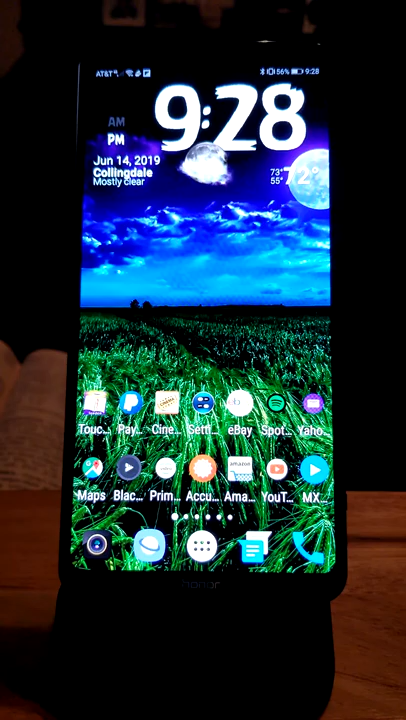 AT&T 56% 9:28
9:28
AM
PM
Jun 14, 2019
Collingdale
Mostly clear
73° 72°
55°
Touc... Pay... Cine... Setti... eBay Spot... Yaho...
Maps Blac... Prim... Accu... Ama... YouT... MX...
honor